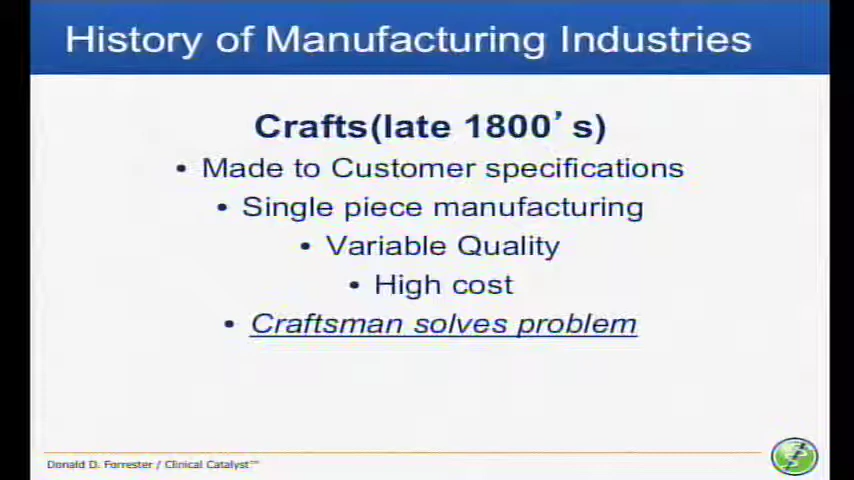 History of Manufacturing Industries
Crafts(late 1800’s)
• Made to Customer specifications
• Single piece manufacturing
• Variable Quality
• High cost
• Craftsman solves problem
Donald D. Forrester / Clinical Catalyst™